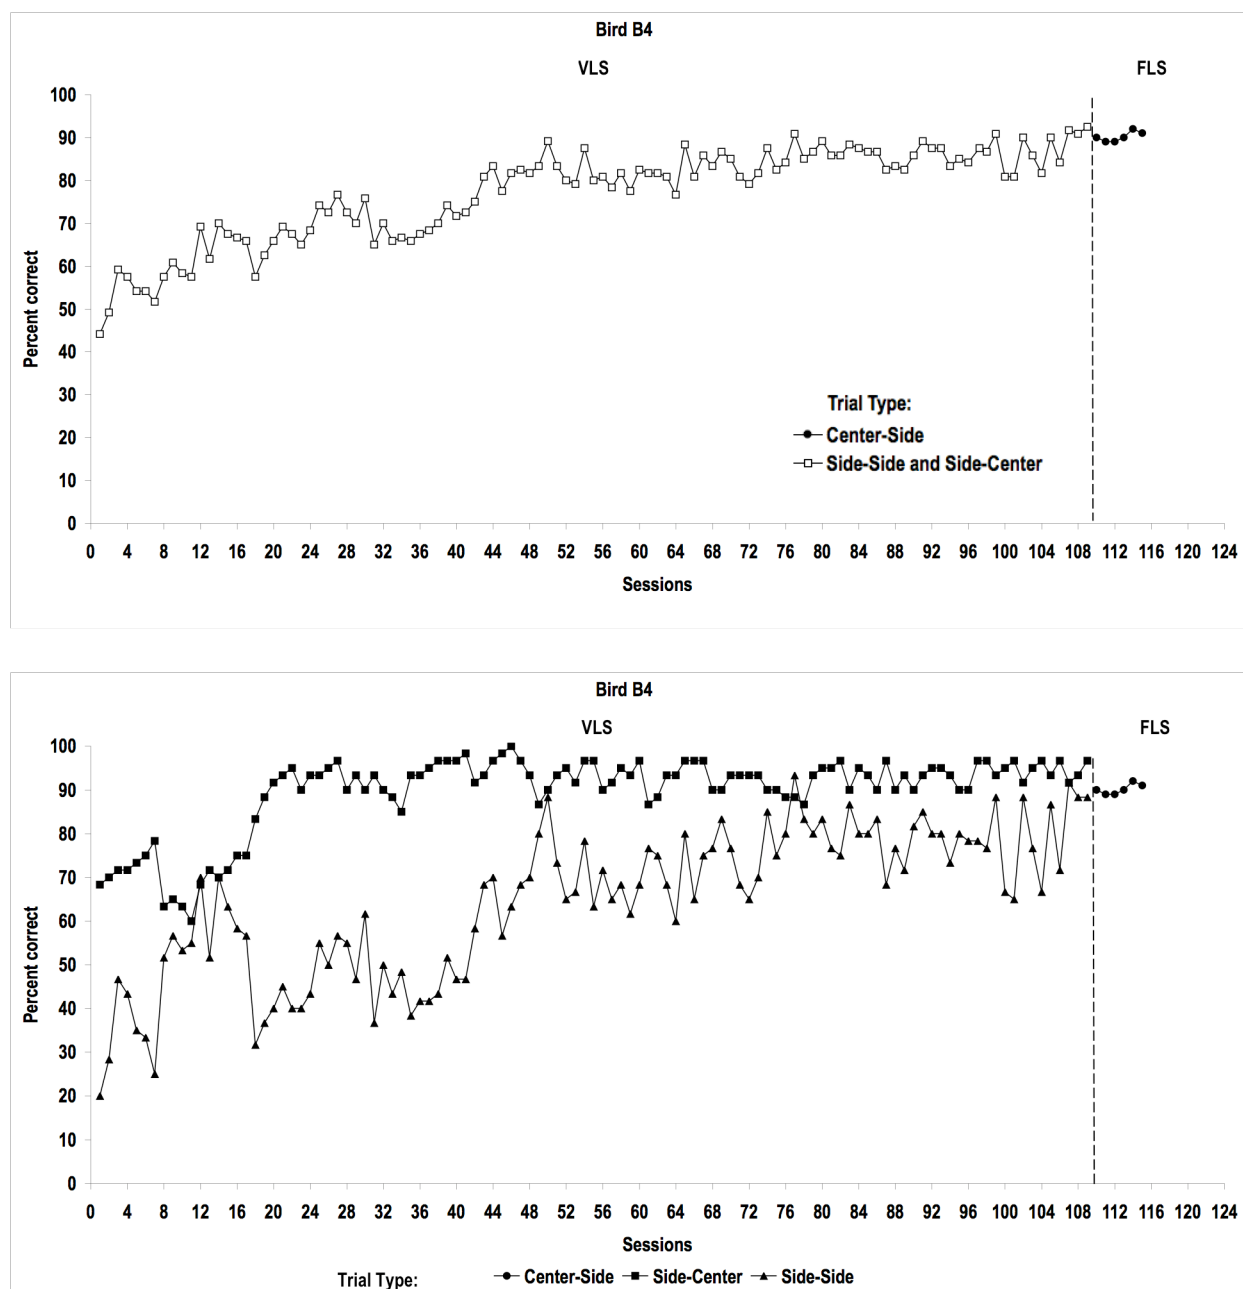 Bird B4
VLS FLS
100
90
80
70
60
50
40
30
20
10
0
Percent correct
Trial Type:
Center-Side
Side-Side and Side-Center
0 4 8 12 16 20 24 28 32 36 40 44 48 52 56 60 64 68 72 76 80 84 88 92 96 100 104 108 112 116 120 124
Sessions
Bird B4
VLS FLS
100
90
80
70
60
50
40
30
20
10
0
Percent correct
0 4 8 12 16 20 24 28 32 36 40 44 48 52 56 60 64 68 72 76 80 84 88 92 96 100 104 108 112 116 120 124
Sessions
Trial Type: Center-Side Side-Center Side-Side